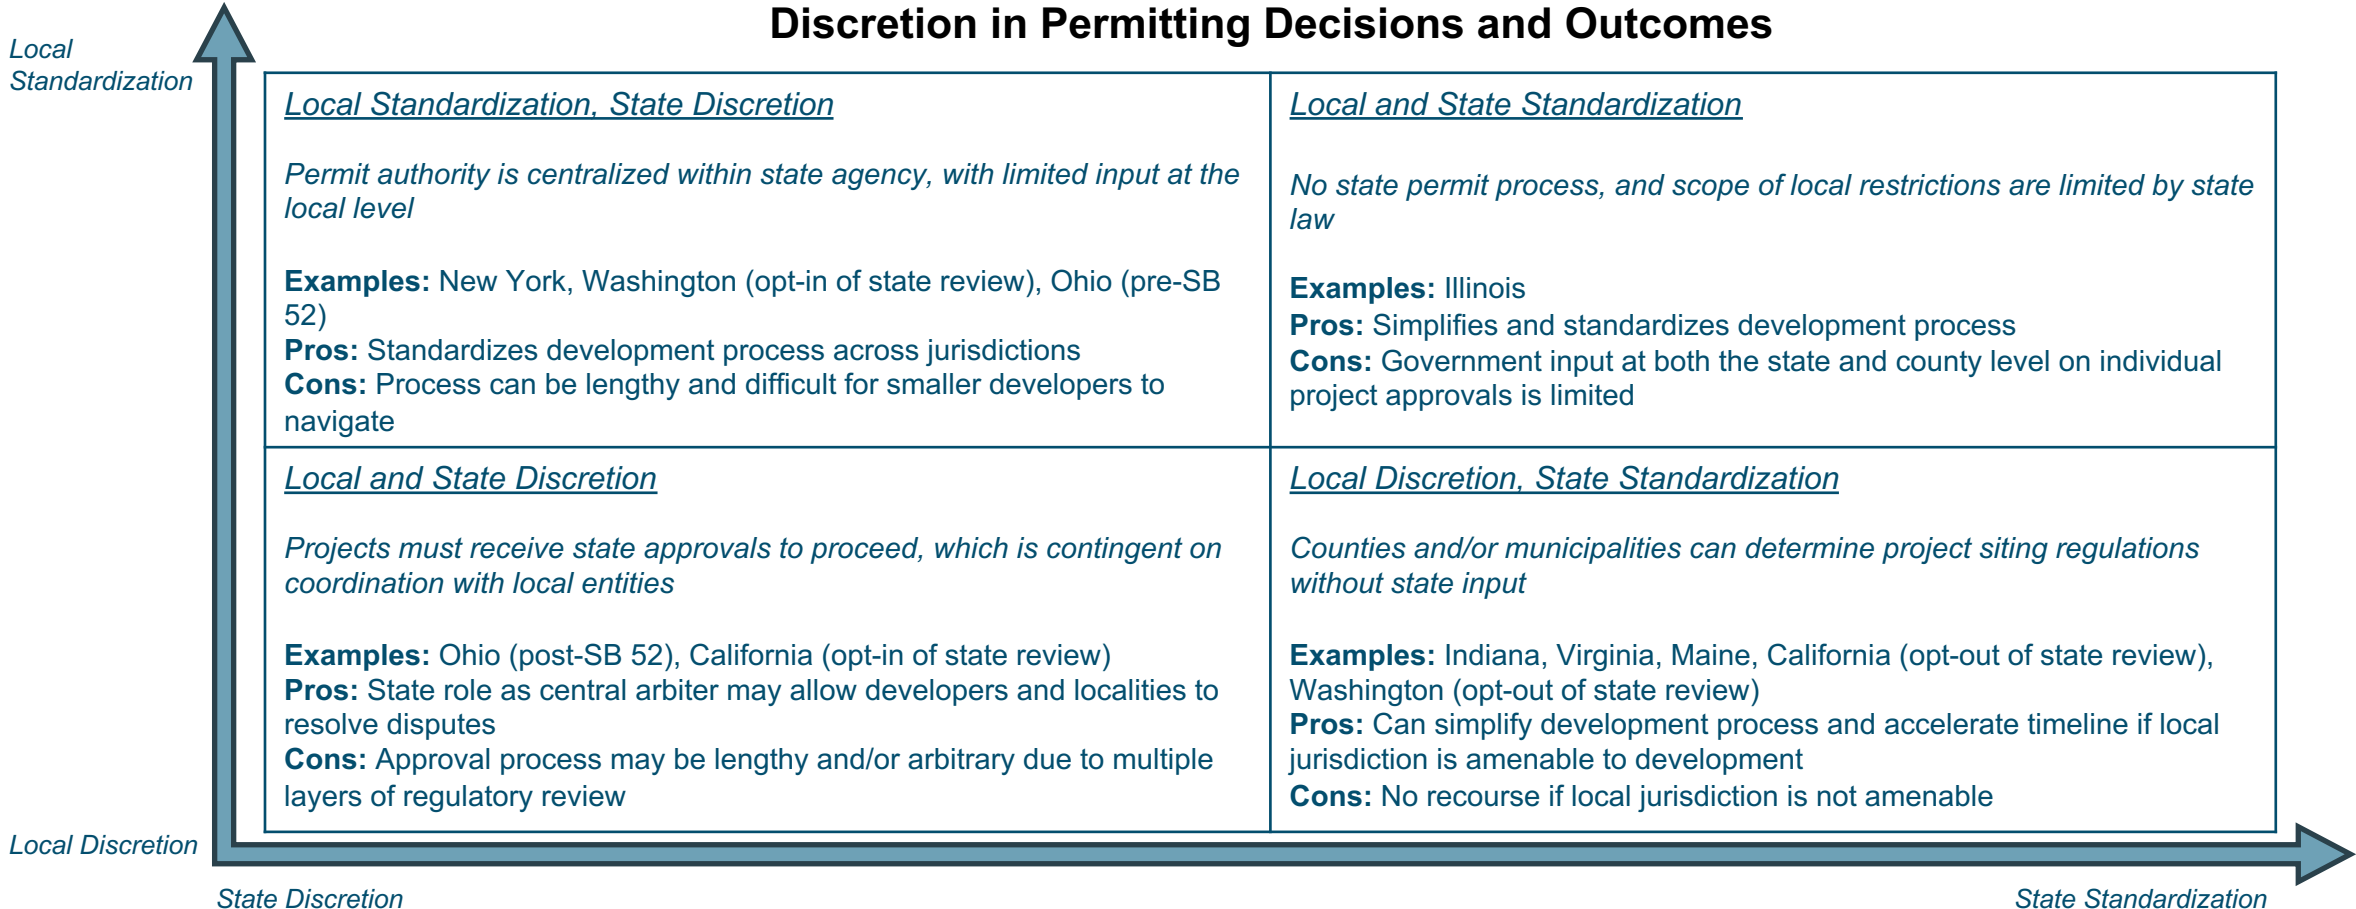 Discretion in Permitting Decisions and Outcomes
Local
Standardization
Local Standardization, State Discretion
Permit authority is centralized within state agency, with limited input at the
local level
Examples: New York, Washington (opt-in of state review), Ohio (pre-SB
52)
Pros: Standardizes development process across jurisdictions
Cons: Process can be lengthy and difficult for smaller developers to
navigate
Local and State Standardization
No state permit process, and scope of local restrictions are limited by state
law
Examples: Illinois
Pros: Simplifies and standardizes development process
Cons: Government input at both the state and county level on individual
project approvals is limited
Local and State Discretion
Projects must receive state approvals to proceed, which is contingent on
coordination with local entities
Examples: Ohio (post-SB 52), California (opt-in of state review)
Pros: State role as central arbiter may allow developers and localities to
resolve disputes
Cons: Approval process may be lengthy and/or arbitrary due to multiple
layers of regulatory review
Local Discretion, State Standardization
Counties and/or municipalities can determine project siting regulations
without state input
Examples: Indiana, Virginia, Maine, California (opt-out of state review),
Washington (opt-out of state review)
Pros: Can simplify development process and accelerate timeline if local
jurisdiction is amenable to development
Cons: No recourse if local jurisdiction is not amenable
Local Discretion
State Discretion
State Standardization